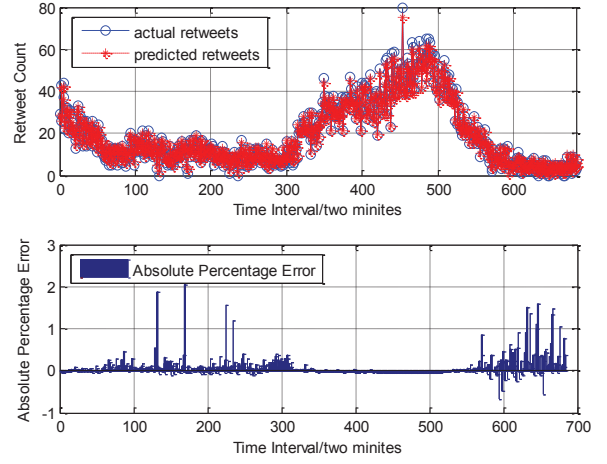 80
60
40
20
0
Retweet Count
actual retweets
predicted retweets
0 100 200 300 400 500 600
Time Interval/two minites
3
2
1
0
-1
Absolute Percentage Error
Absolute Percentage Error
0 100 200 300 400 500 600 700
Time Interval/two minites